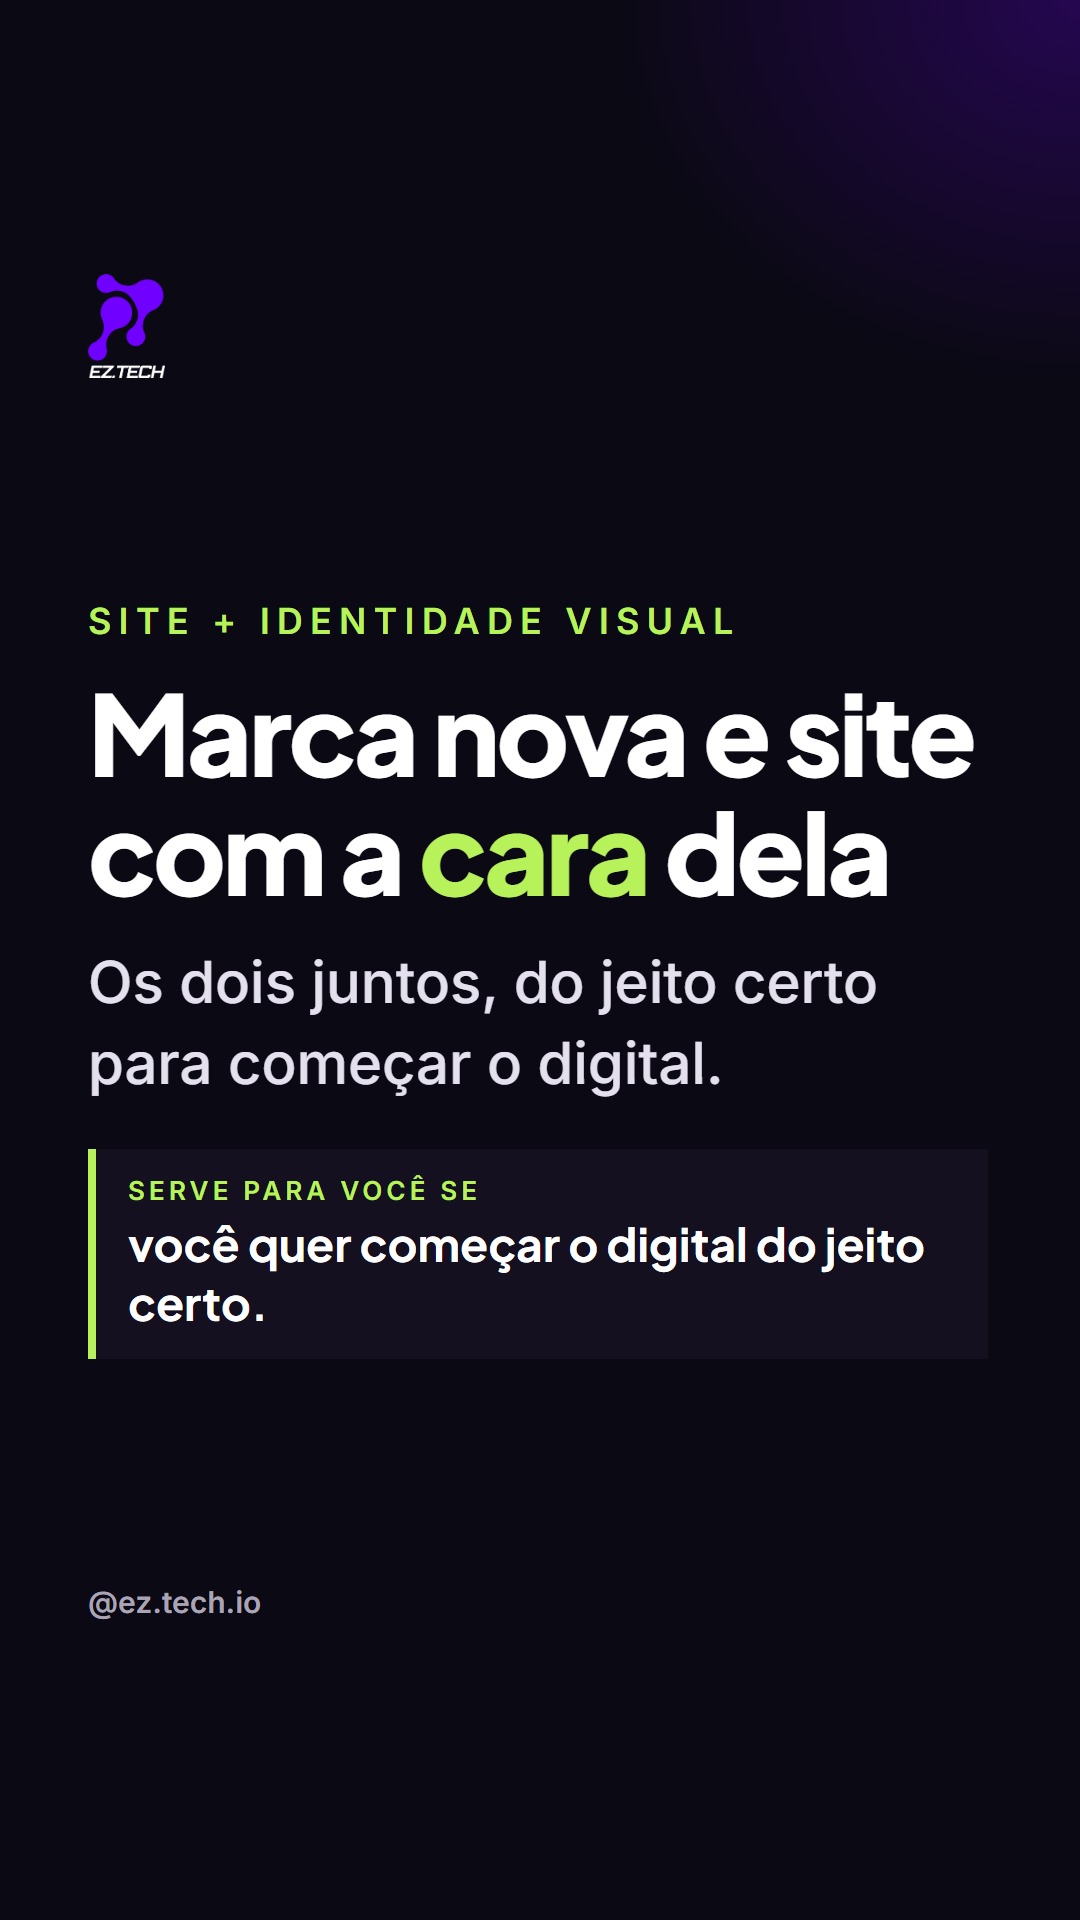 EZ.TECH
SITE + IDENTIDADE VISUAL
Marca nova e site
com a cara dela
Os dois juntos, do jeito certo
para começar o digital.
SERVE PARA VOCÊ SE
você quer começar o digital do jeito
certo.
@ez.tech.io